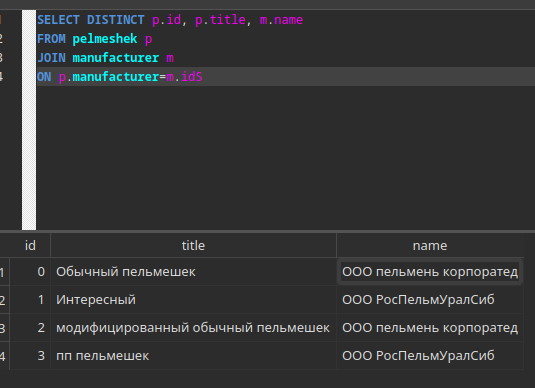 1 SELECT DISTINCT p.id, p.title, m.name
2 FROM pelmeshek p
3 JOIN manufacturer m
4 ON p.manufacturer=m.idS
id title name
1 0 Обычный пельмешек ООО пельмень корпоратед
2 1 Интересный ООО РосПельмУралСиб
3 2 модифицированный обычный пельмешек ООО пельмень корпоратед
4 3 пп пельмешек ООО РосПельмУралСиб